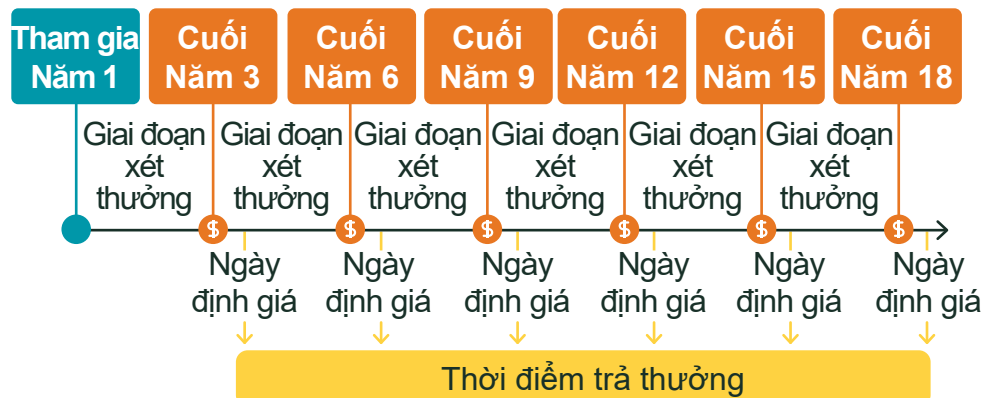 Tham gia
Năm 1
Cuối
Năm 3
Cuối
Năm 6
Cuối
Năm 9
Cuối
Năm 12
Cuối
Năm 15
Cuối
Năm 18
Giai đoạn
xét
thưởng
Giai đoạn
xét
thưởng
Giai đoạn
xét
thưởng
Giai đoạn
xét
thưởng
Giai đoạn
xét
thưởng
Giai đoạn
xét
thưởng
$
$
$
$
$
$
Ngày
định giá
Ngày
định giá
Ngày
định giá
Ngày
định giá
Ngày
định giá
Ngày
định giá
Thời điểm trả thưởng